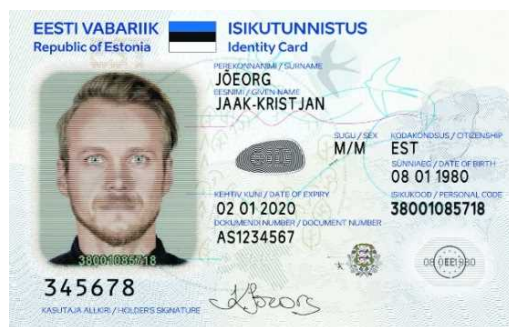 EESTI VABARIIK
Republic of Estonia
ISIKUTUNNISTUS
Identity Card
PEREKONNANIMI / SURNAME
JÕEORG
EESNIMI / GIVEN NAME
JAAK-KRISTJAN
SUGU / SEX
M/M
KODAKONDSUS / CITIZENSHIP
EST
SÜNNIAEG / DATE OF BIRTH
08 01 1980
KEHTIV KUNI / DATE OF EXPIRY
02 01 2020
ISIKUKOOD / PERSONAL CODE
38001085718
DOKUMENDI NUMBER / DOCUMENT NUMBER
AS1234567
38001085718
345678
KASUTAJA ALLKIRI / HOLDER'S SIGNATURE